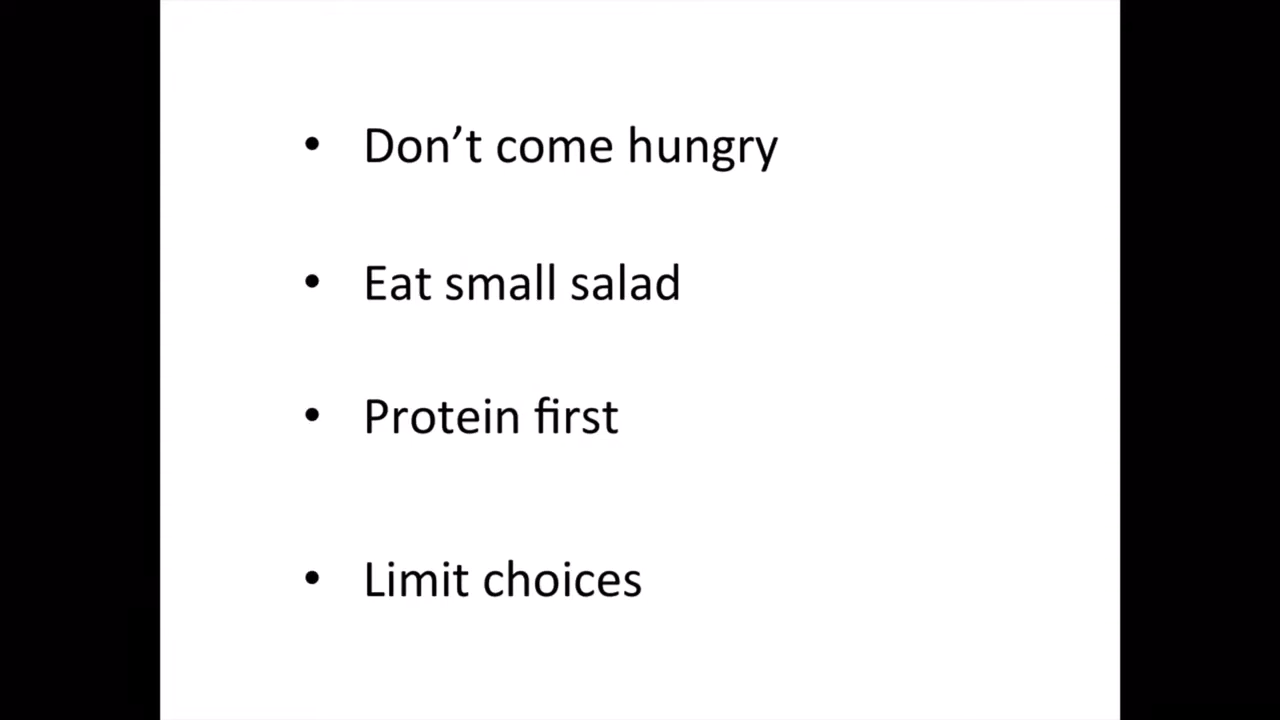 • Don’t come hungry
• Eat small salad
• Protein first
• Limit choices